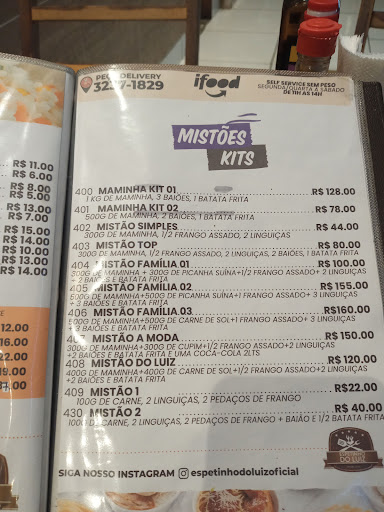 PEÇA DELIVERY
3237-1829
ifood
SELF SERVICE SEM PESO
SEGUNDA/QUARTA A SÁBADO
DE 11H ÀS 14H
MISTÕES
KITS
400 MAMINHA KIT 01 R$ 128.00
1 KG DE MAMINHA, 3 BAIÕES, 1 BATATA FRITA
401 MAMINHA KIT 02 R$ 78.00
500G DE MAMINHA, 2 BAIÕES, 1 BATATA FRITA
402 MISTÃO SIMPLES R$ 44.00
300G DE MAMINHA, 1/2 FRANGO ASSADO, 2 LINGUIÇAS
403 MISTÃO TOP R$ 80.00
300G DE MAMINHA, 1/2 FRANGO ASSADO, 2 LINGUIÇAS, 2 BAIÕES, 1 BATATA FRITA
404 MISTÃO FAMÍLIA 01 R$ 100.00
300G DE MAMINHA + 300G DE PICANHA SUÍNA+1/2 FRANGO ASSADO+ 2 LINGUIÇAS
+ 2 BAIÕES+ BATATA FRITA
405 MISTÃO FAMÍLIA 02 R$ 155.00
500G DE MAMINHA+500G DE PICANHA SUÍNA+1 FRANGO ASSADO+ 3 LINGUIÇAS
+ 3 BAIÕES+ BATATA FRITA
406 MISTÃO FAMÍLIA 03 R$160.00
500G DE MAMINHA+500G DE CARNE DE SOL+1 FRANGO ASSADO+ 3 LINGUIÇAS
+ 3 BAIÕES+ BATATA FRITA
407 MISTÃO A MODA R$ 150.00
300G DE MAMINHA+300G DE CUPIM+1/2 FRANGO ASSADO+2 LINGUIÇAS
+2 BAIÕES+ BATATA FRITA E UMA COCA-COLA 2LTS
408 MISTÃO DO LUIZ R$ 120.00
400G DE MAMINHA+400G DE CARNE DE SOL+1/2 FRANGO ASSADO+2 LINGUIÇAS
+2 BAIÕES+ BATATA FRITA
409 MISTÃO 1 R$22.00
100G DE CARNE, 2 LINGUIÇAS, 2 PEDAÇOS DE FRANGO
430 MISTÃO 2 R$ 40.00
100G DE CARNE, 2 LINGUIÇAS, 2 PEDAÇOS DE FRANGO + BAIÃO E 1/2 BATATA FRITA
SIGA NOSSO INSTAGRAM espetinhodoluizoficial
DO LUIZ
R$ 11.00
R$ 6.00
R$ 8.00
R$ 5.00
R$ 13.00
R$ 7.00
R$ 15.00
R$ 14.00
R$ 10.00
R$ 13.00
R$ 14.00
12.00
16.00
22.00
19.00